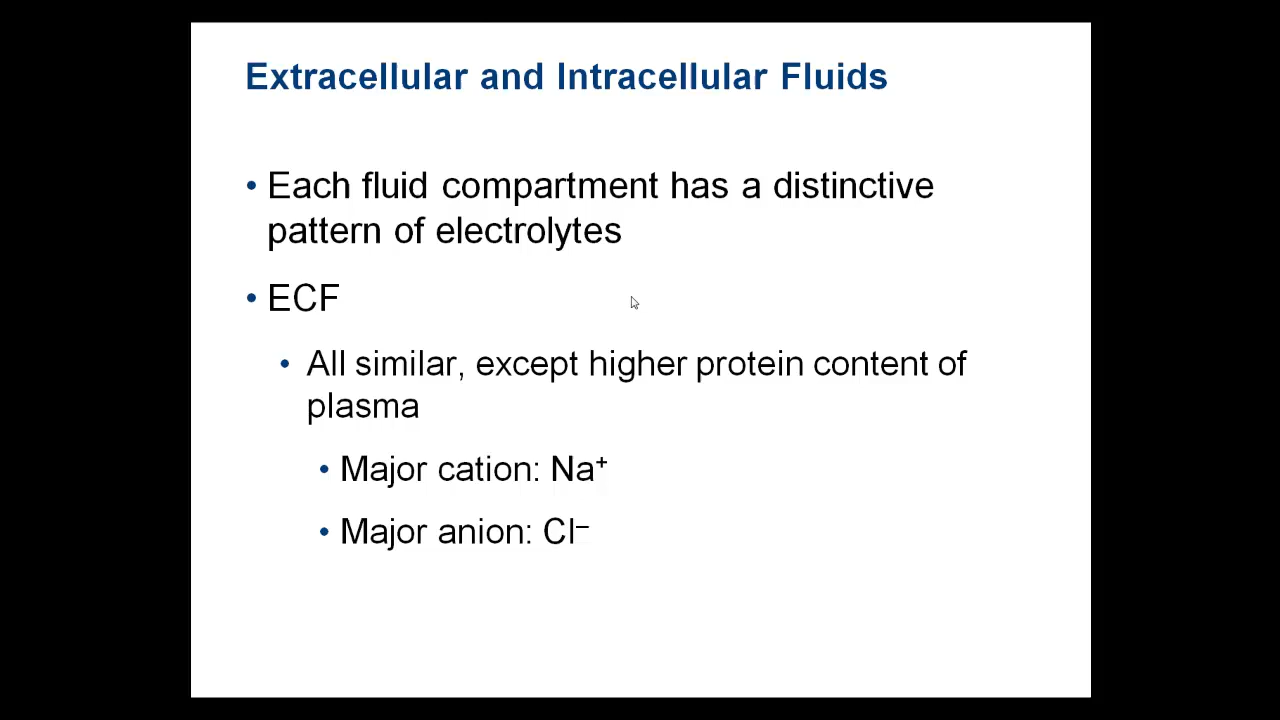 Extracellular and Intracellular Fluids
• Each fluid compartment has a distinctive
pattern of electrolytes
• ECF
• All similar, except higher protein content of
plasma
• Major cation: Na⁺
• Major anion: Cl⁻